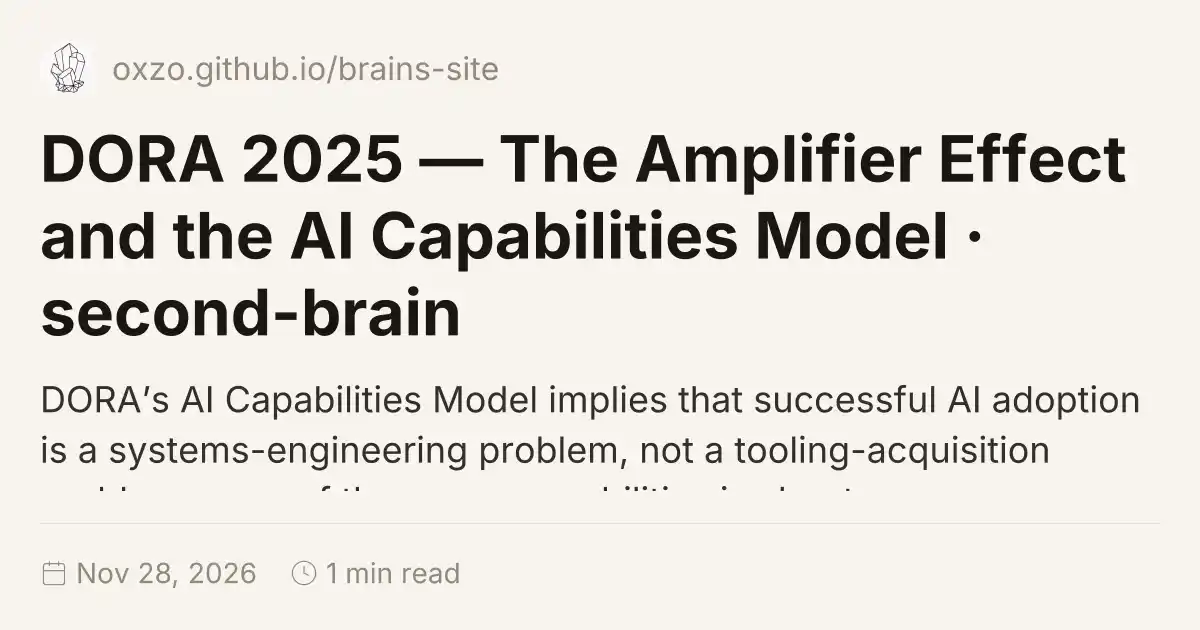 oxzo.github.io/brains-site
DORA 2025 — The Amplifier Effect
and the AI Capabilities Model ·
second-brain
DORA’s AI Capabilities Model implies that successful AI adoption
is a systems-engineering problem, not a tooling-acquisition
Nov 28, 2026
1 min read